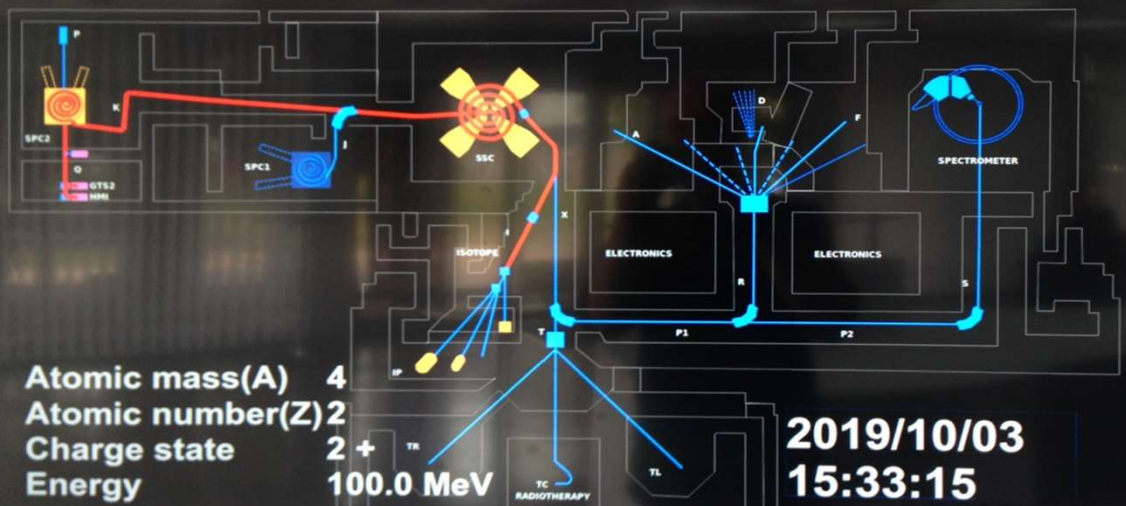 P
K
SPC2
Q
GTS2
HMI
SPC1
J
SSC
A
D
F
SPECTROMETER
X
I
ISOTOPE
ELECTRONICS
ELECTRONICS
R
S
T
P1
P2
IP
TR
TC
RADIOTHERAPY
TL
Atomic mass(A) 4
Atomic number(Z) 2
Charge state 2 +
Energy 100.0 MeV
2019/10/03
15:33:15